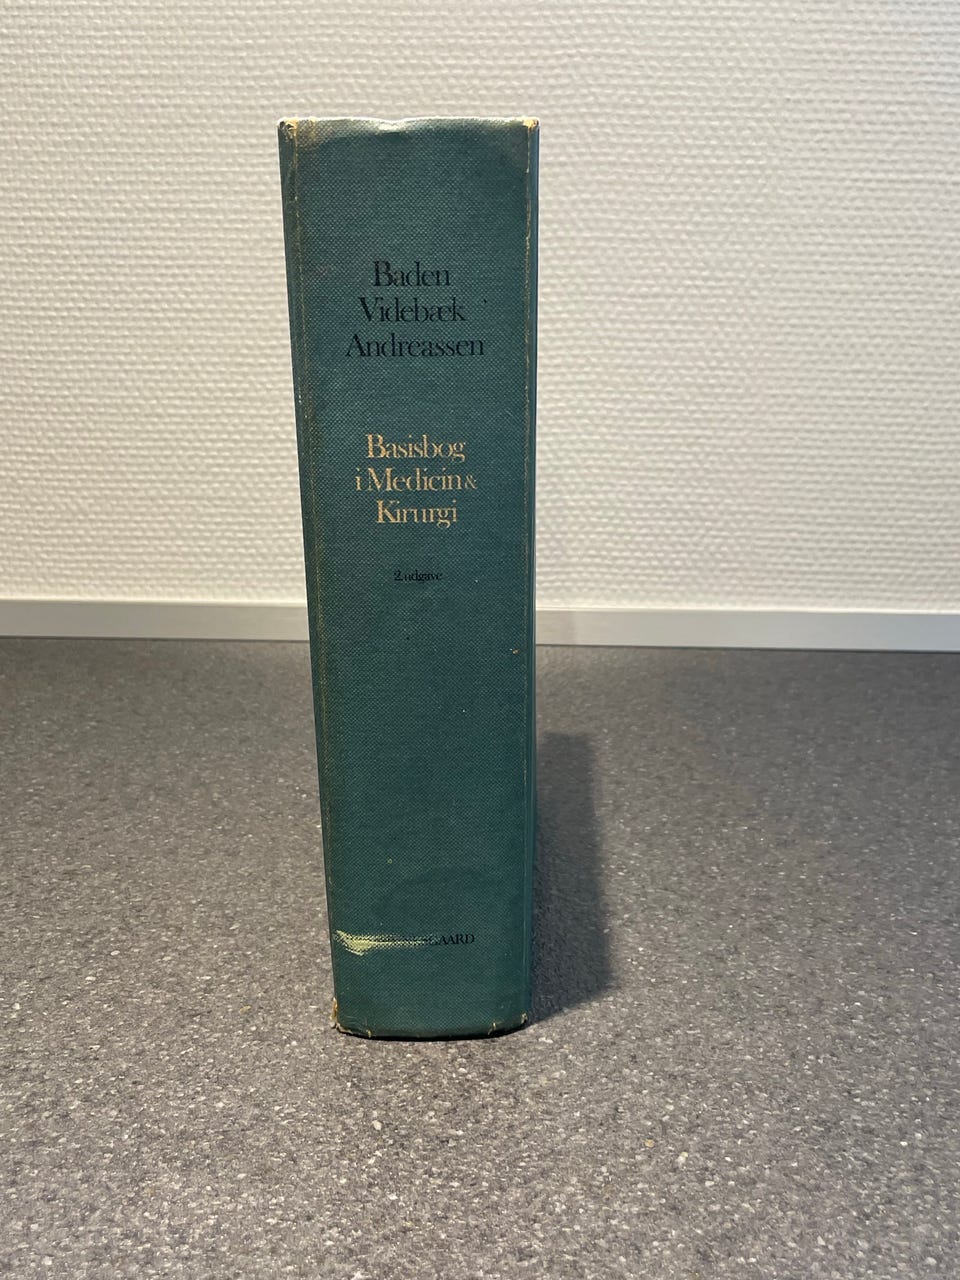 Baden
Videbæk
Andreassen
Basisbog
i Medicin &
Kirurgi
2. udgave